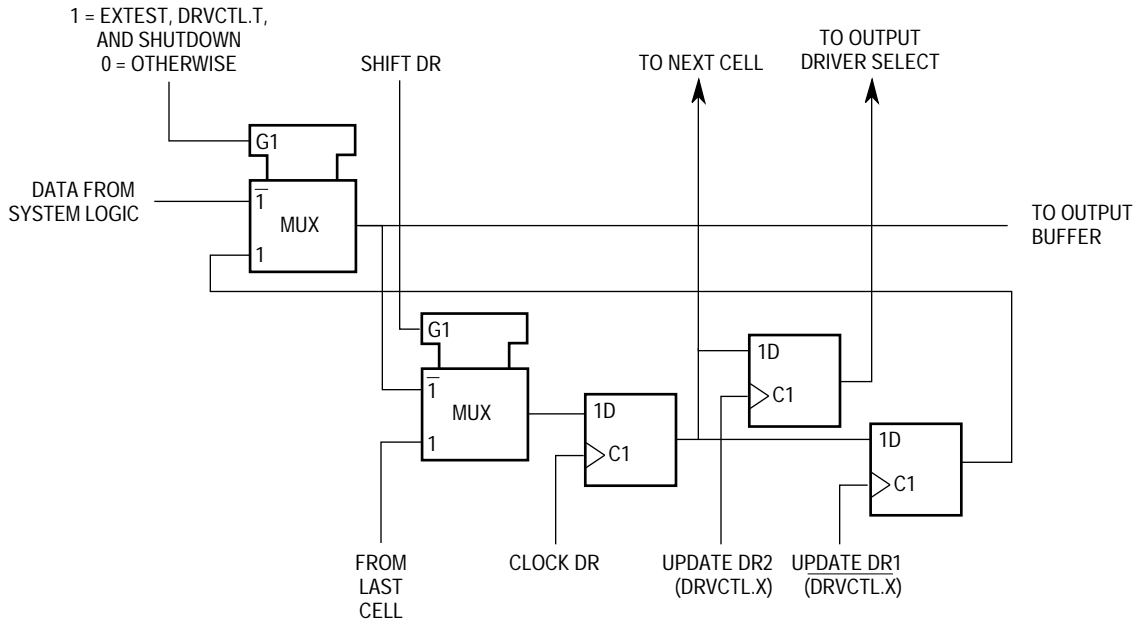 1 = EXTEST, DRVCTL.T,
AND SHUTDOWN
0 = OTHERWISE
SHIFT DR
TO NEXT CELL
TO OUTPUT
DRIVER SELECT
G1
DATA FROM
SYSTEM LOGIC
1̅
MUX
1
TO OUTPUT
BUFFER
G1
1̅
MUX
1
1D
C1
1D
C1
1D
C1
FROM
LAST
CELL
CLOCK DR
UPDATE DR2
(DRVCTL.X)
UPDATE DR1
(D̅R̅V̅C̅T̅L̅.̅X̅)